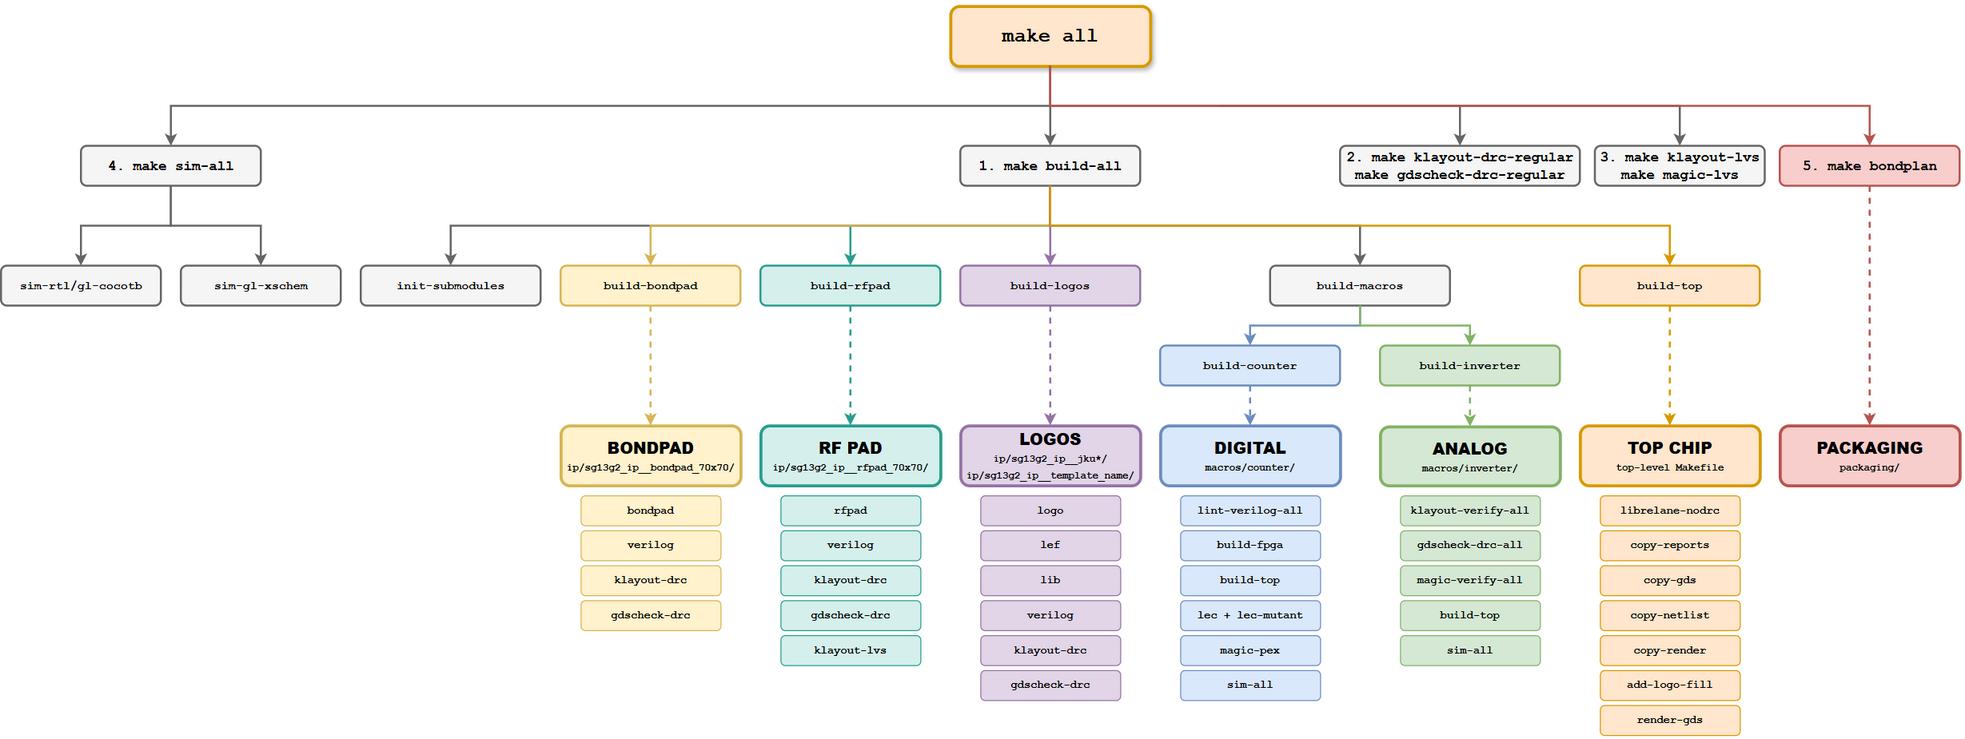 make all
4. make sim-all
1. make build-all
2. make klayout-drc-regular
make gdscheck-drc-regular
3. make klayout-lvs
make magic-lvs
5. make bondplan
sim-rtl/gl-cocotb
sim-gl-xschem
init-submodules
build-bondpad
build-rfpad
build-logos
build-macros
build-top
build-counter
build-inverter
BONDPAD
ip/sg13g2_ip__bondpad_70x70/
RF PAD
ip/sg13g2_ip__rfpad_70x70/
LOGOS
ip/sg13g2_ip__jku*/
ip/sg13g2_ip__template_name/
DIGITAL
macros/counter/
ANALOG
macros/inverter/
TOP CHIP
top-level Makefile
PACKAGING
packaging/
bondpad
verilog
klayout-drc
gdscheck-drc
rfpad
verilog
klayout-drc
gdscheck-drc
klayout-lvs
logo
lef
lib
verilog
klayout-drc
gdscheck-drc
lint-verilog-all
build-fpga
build-top
lec + lec-mutant
magic-pex
sim-all
klayout-verify-all
gdscheck-drc-all
magic-verify-all
build-top
sim-all
librelane-nodrc
copy-reports
copy-gds
copy-netlist
copy-render
add-logo-fill
render-gds